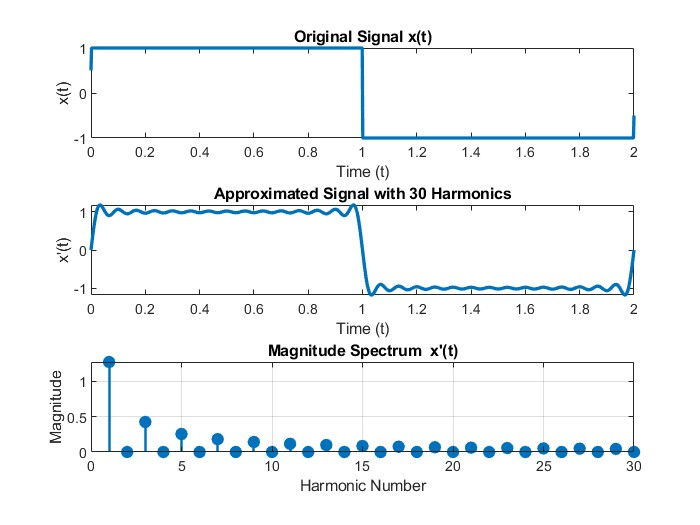 Original Signal x(t)
1
0
-1
x(t)
0 0.2 0.4 0.6 0.8 1 1.2 1.4 1.6 1.8 2
Time (t)
Approximated Signal with 30 Harmonics
1
0
-1
x'(t)
0 0.2 0.4 0.6 0.8 1 1.2 1.4 1.6 1.8 2
Time (t)
Magnitude Spectrum x'(t)
1
0.5
0
Magnitude
0 5 10 15 20 25 30
Harmonic Number